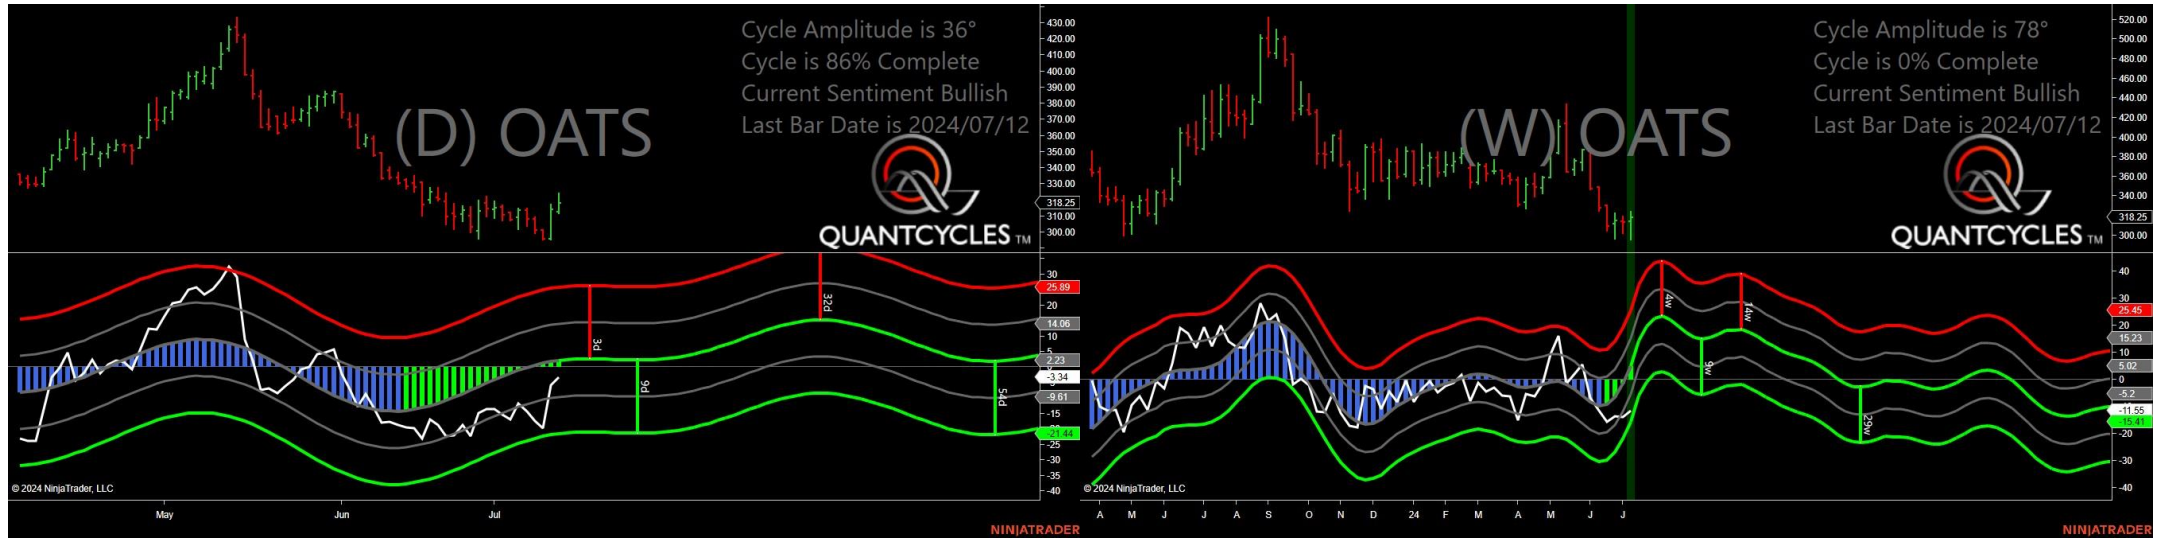 Cycle Amplitude is 36°
Cycle is 86% Complete
Current Sentiment Bullish
Last Bar Date is 2024/07/12
(D) OATS
QUANTCYCLES TM
430.00
420.00
410.00
400.00
390.00
380.00
370.00
360.00
350.00
340.00
330.00
318.25
310.00
300.00
30
25.89
20
14.06
10
2.23
-3.34
-9.61
-15
-21.44
-25
-30
-35
-40
3d
9d
32d
54d
© 2024 NinjaTrader, LLC
May
Jun
Jul
NINJATRADER
Cycle Amplitude is 78°
Cycle is 0% Complete
Current Sentiment Bullish
Last Bar Date is 2024/07/12
(W) OATS
QUANTCYCLES TM
520.00
500.00
480.00
460.00
440.00
420.00
400.00
380.00
360.00
340.00
318.25
300.00
40
30
25.45
20
15.23
10
5.02
0
-5.2
-11.55
-15.41
-20
-30
-40
4w
9w
14w
29w
© 2024 NinjaTrader, LLC
A M J J A S O N D 24 F M A M J J
NINJATRADER